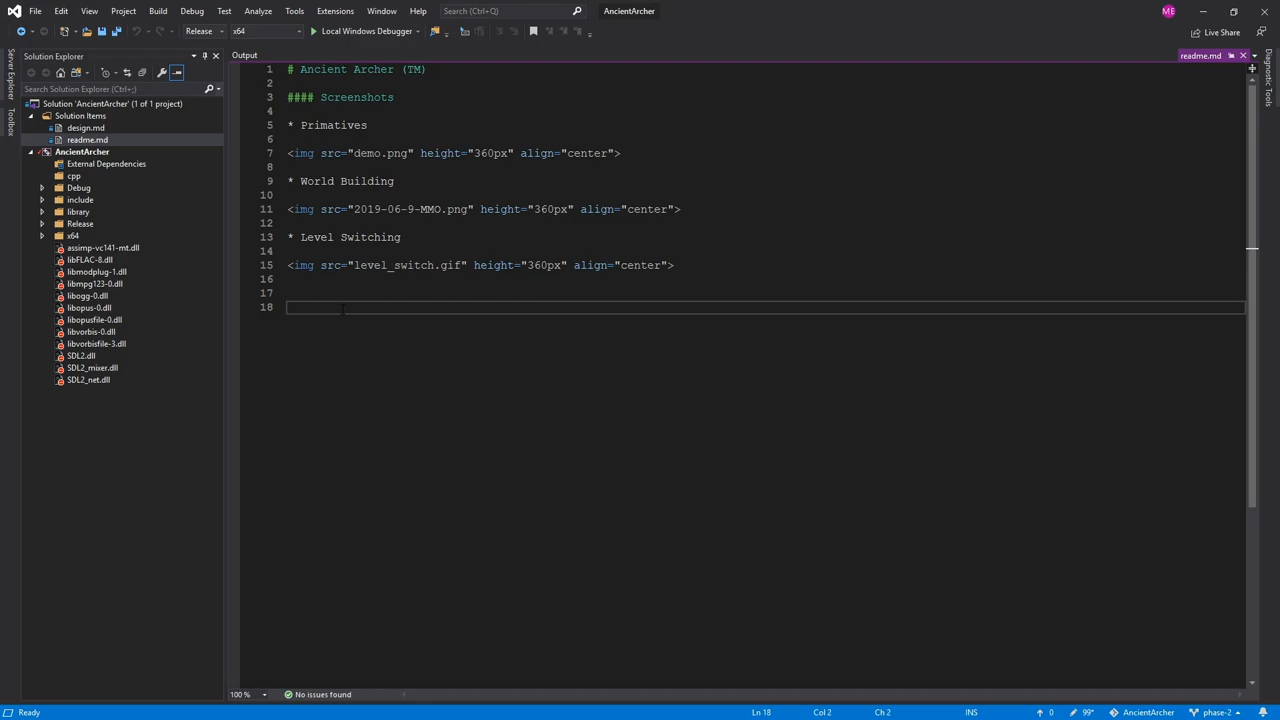 File Edit View Project Build Debug Test Analyze Tools Extensions Window Help Search (Ctrl+Q) AncientArcher ME
Release x64 Local Windows Debugger Live Share
Server Explorer
Toolbox
Solution Explorer
Search Solution Explorer (Ctrl+;)
Solution 'AncientArcher' (1 of 1 project)
Solution Items
design.md
readme.md
AncientArcher
External Dependencies
cpp
Debug
include
library
Release
x64
assimp-vc141-mt.dll
libFLAC-8.dll
libmodplug-1.dll
libmpg123-0.dll
libogg-0.dll
libopus-0.dll
libopusfile-0.dll
libvorbis-0.dll
libvorbisfile-3.dll
SDL2.dll
SDL2_mixer.dll
SDL2_net.dll
Output readme.md
1 # Ancient Archer (TM)
2
3 #### Screenshots
4
5 * Primatives
6
7 <img src="demo.png" height="360px" align="center">
8
9 * World Building
10
11 <img src="2019-06-9-MMO.png" height="360px" align="center">
12
13 * Level Switching
14
15 <img src="level_switch.gif" height="360px" align="center">
16
17
18
Diagnostic Tools
100 % No issues found
Ready Ln 18 Col 2 Ch 2 INS 0 99* AncientArcher phase-2